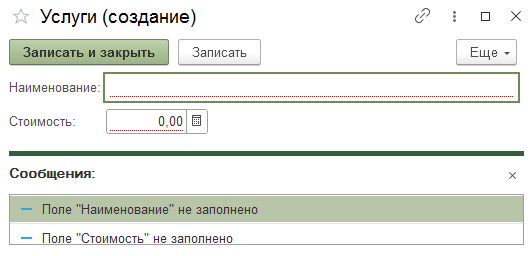 Услуги (создание)
Записать и закрыть Записать Еще
Наименование:
Стоимость: 0,00
Сообщения:
Поле "Наименование" не заполнено
Поле "Стоимость" не заполнено